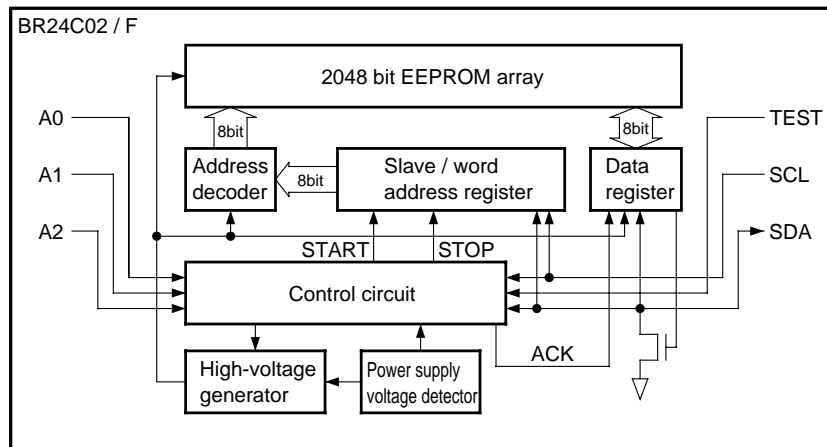 BR24C02 / F
2048 bit EEPROM array
A0
8bit
8bit
TEST
A1
Address
decoder
8bit
Slave / word
address register
Data
register
SCL
A2
START
STOP
SDA
Control circuit
ACK
High-voltage
generator
Power supply
voltage detector